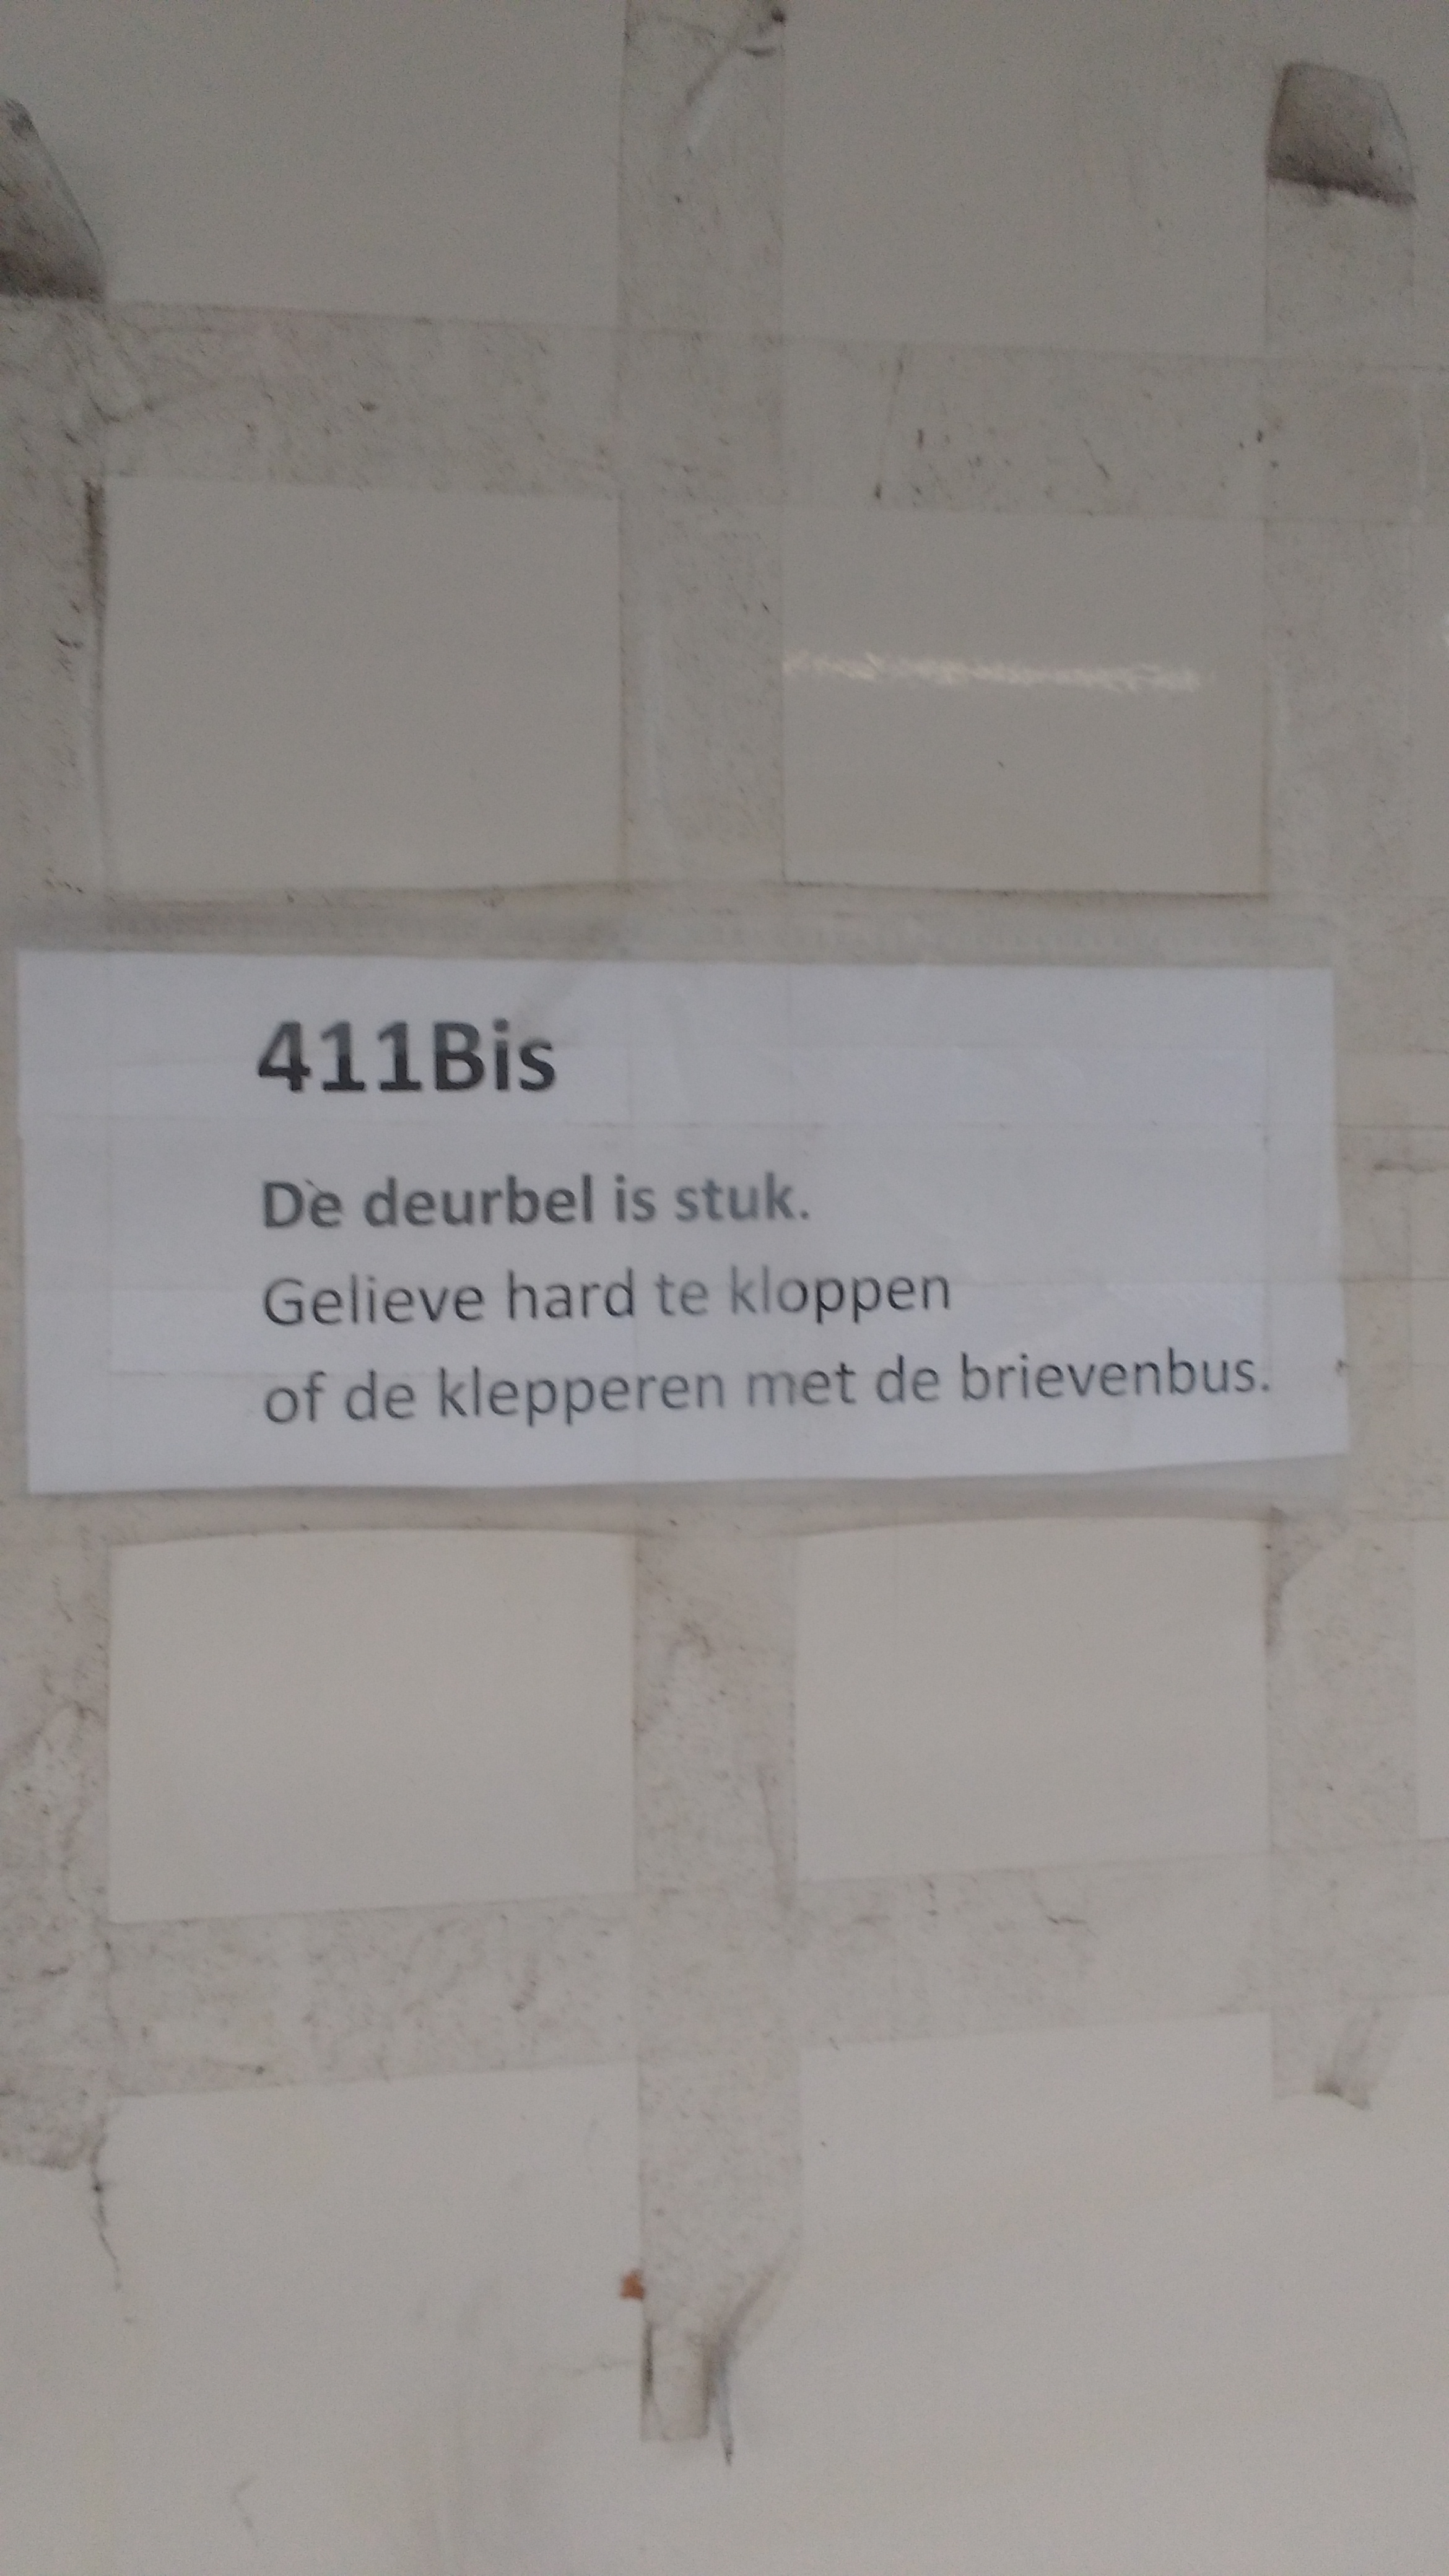 411Bis
De deurbel is stuk.
Gelieve hard te kloppen
of de klepperen met de brievenbus.